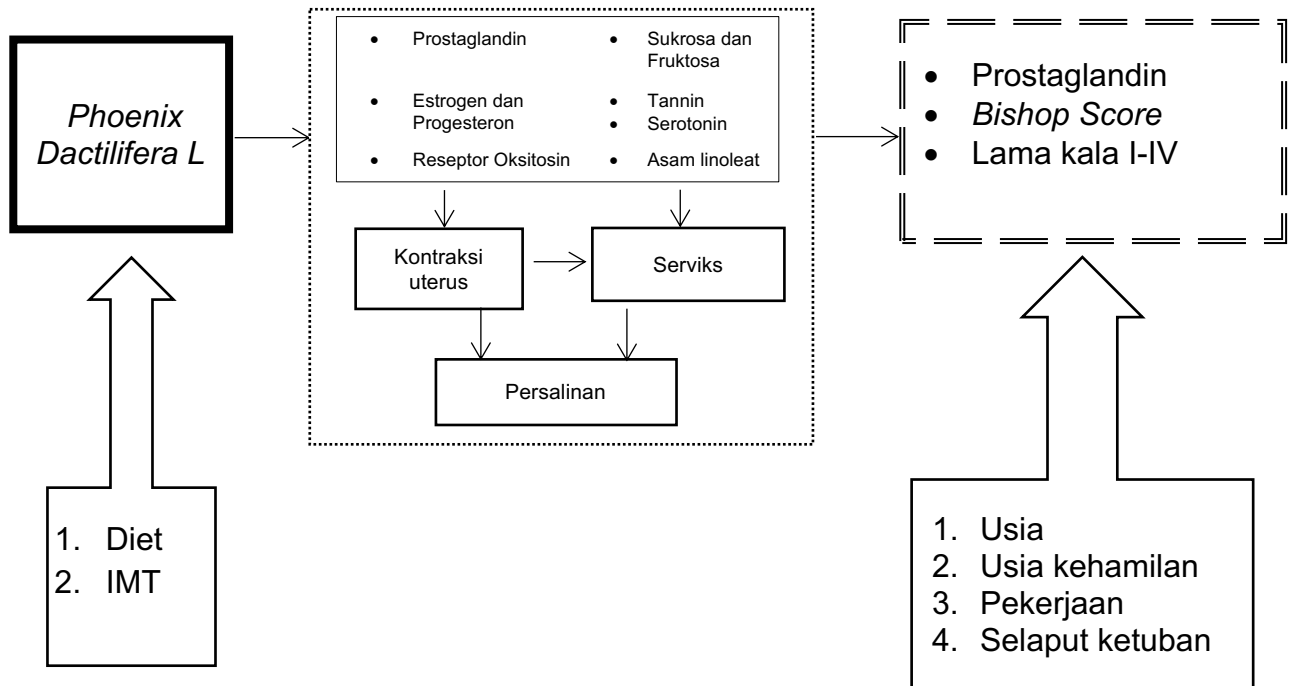 Phoenix
Dactilifera L
• Prostaglandin
• Estrogen dan
Progesteron
• Reseptor Oksitosin
• Sukrosa dan
Fruktosa
• Tannin
• Serotonin
• Asam linoleat
Kontraksi
uterus
Serviks
Persalinan
• Prostaglandin
• Bishop Score
• Lama kala I-IV
1. Diet
2. IMT
1. Usia
2. Usia kehamilan
3. Pekerjaan
4. Selaput ketuban